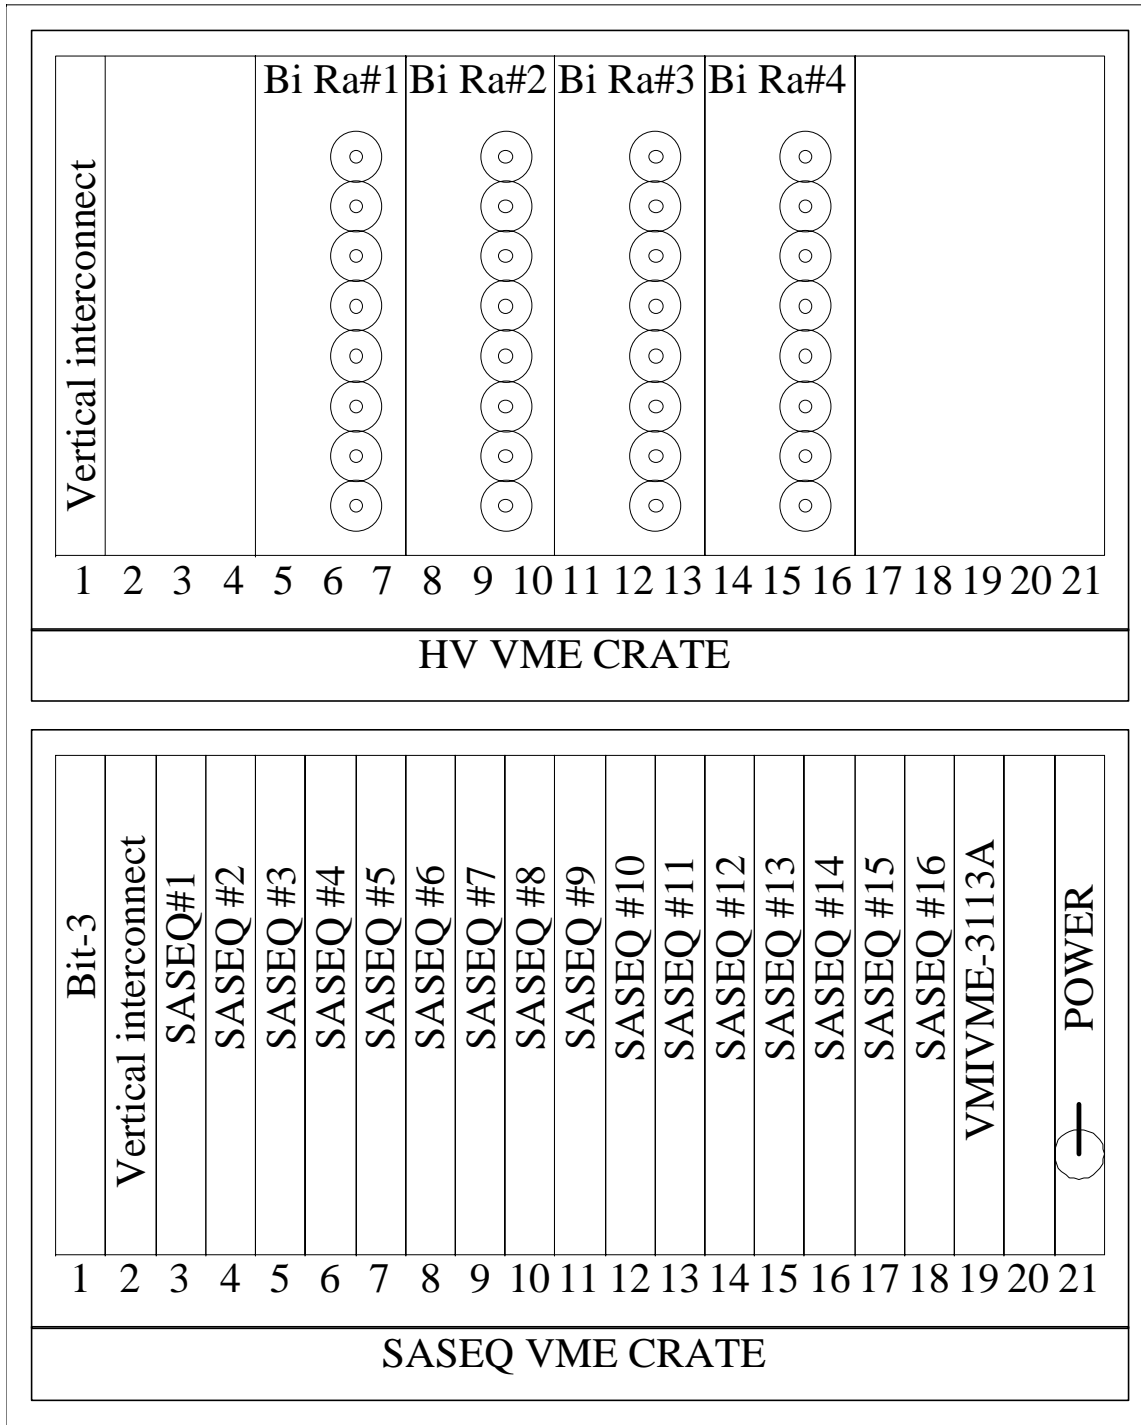 Bi Ra#1 Bi Ra#2 Bi Ra#3 Bi Ra#4
Vertical interconnect
1 2 3 4 5 6 7 8 9 10 11 12 13 14 15 16 17 18 19 20 21
HV VME CRATE
Bit-3
Vertical interconnect
SASEQ#1
SASEQ #2
SASEQ #3
SASEQ #4
SASEQ #5
SASEQ #6
SASEQ #7
SASEQ #8
SASEQ #9
SASEQ #10
SASEQ #11
SASEQ #12
SASEQ #13
SASEQ #14
SASEQ #15
SASEQ #16
VMIVME-3113A
POWER
1 2 3 4 5 6 7 8 9 10 11 12 13 14 15 16 17 18 19 20 21
SASEQ VME CRATE